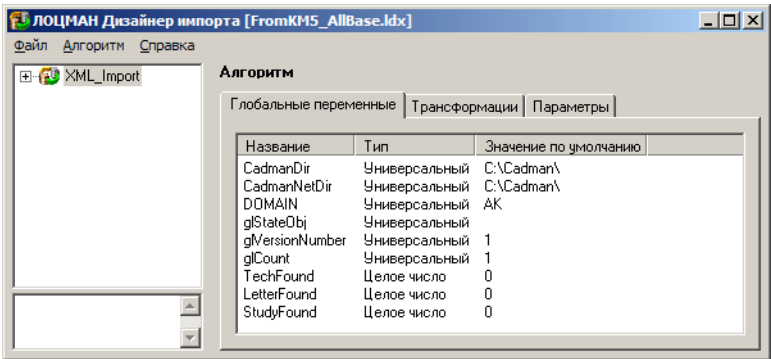 ЛОЦМАН Дизайнер импорта [FromKM5_AllBase.ldx]
Файл Алгоритм Справка
XML_Import
Алгоритм
Глобальные переменные Трансформации Параметры
Название Тип Значение по умолчанию
CadmanDir Универсальный C:\Cadman\
CadmanNetDir Универсальный C:\Cadman\
DOMAIN Универсальный AK
glStateObj Универсальный
glVersionNumber Универсальный 1
glCount Универсальный 1
TechFound Целое число 0
LetterFound Целое число 0
StudyFound Целое число 0